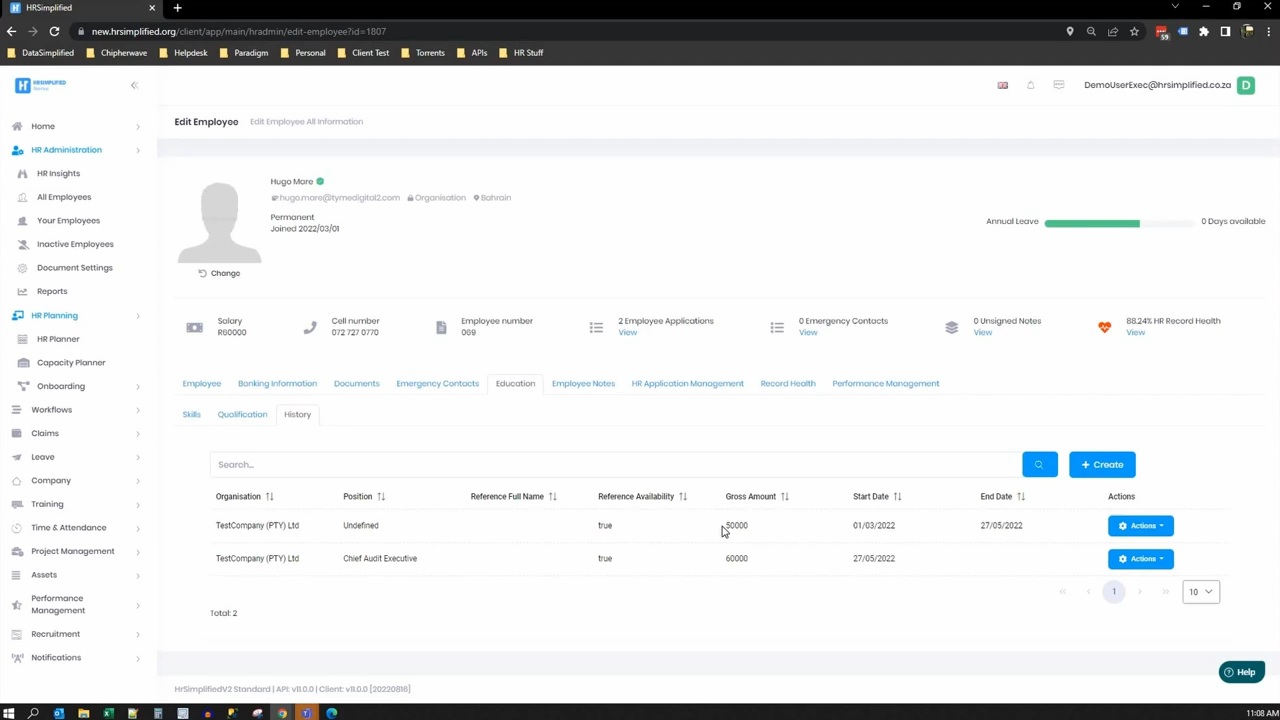 HRSimplified
new.hrsimplified.org/client/app/main/hradmin/edit-employee?id=1807
59
DataSimplified Chipherwave Helpdesk Paradigm Personal Client Test Torrents APIs HR Stuff
HRSIMPLIFIED
DemoUserExec@hrsimplified.co.za D
Edit Employee Edit Employee All Information
Home
HR Administration
HR Insights
All Employees
Your Employees
Inactive Employees
Document Settings
Reports
HR Planning
HR Planner
Capacity Planner
Onboarding
Workflows
Claims
Leave
Company
Training
Time & Attendance
Project Management
Assets
Performance
Management
Recruitment
Notifications
Hugo Mare
hugo.mare@tymedigital2.com Organisation Bahrain
Permanent
Joined 2022/03/01
Change
Annual Leave 0 Days available
Salary
R60000
Cell number
072 727 0770
Employee number
069
2 Employee Applications
View
0 Emergency Contacts
View
0 Unsigned Notes
View
88,24% HR Record Health
View
Employee Banking Information Documents Emergency Contacts Education Employee Notes HR Application Management Record Health Performance Management
Skills Qualification History
Search...
+ Create
Organisation Position Reference Full Name Reference Availability Gross Amount Start Date End Date Actions
TestCompany (PTY) Ltd Undefined true 50000 01/03/2022 27/05/2022 Actions
TestCompany (PTY) Ltd Chief Audit Executive true 60000 27/05/2022 Actions
1 10
Total: 2
Help
HrSimplifiedV2 Standard | API: v11.0.0 | Client: v11.0.0 [20220816]
11:08 AM